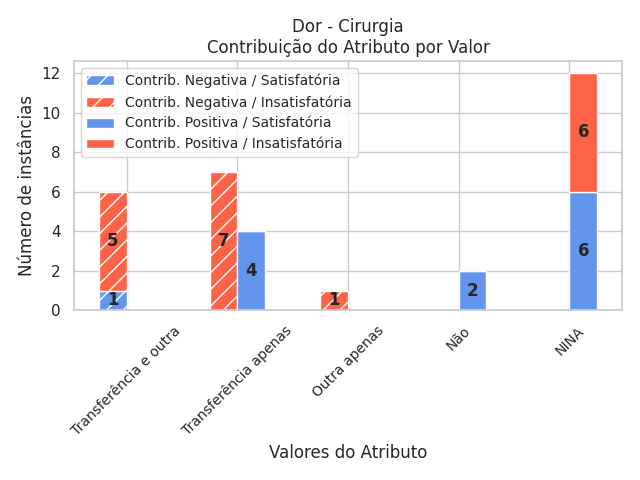 Dor - Cirurgia
Contribuição do Atributo por Valor
Contrib. Negativa / Satisfatória
Contrib. Negativa / Insatisfatória
Contrib. Positiva / Satisfatória
Contrib. Positiva / Insatisfatória
Número de instâncias
12
10
8
6
4
2
0
5
1
7
4
1
2
6
6
Transferência e outra
Transferência apenas
Outra apenas
Não
NINA
Valores do Atributo